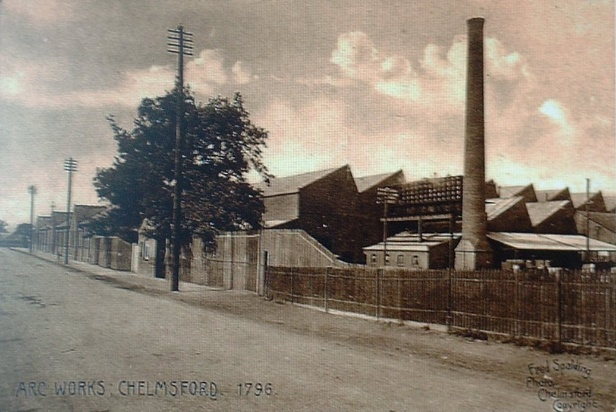 ARC WORKS: CHELMSFORD. 1796.
Fred Spalding
Photo
Chelmsford
Copyright